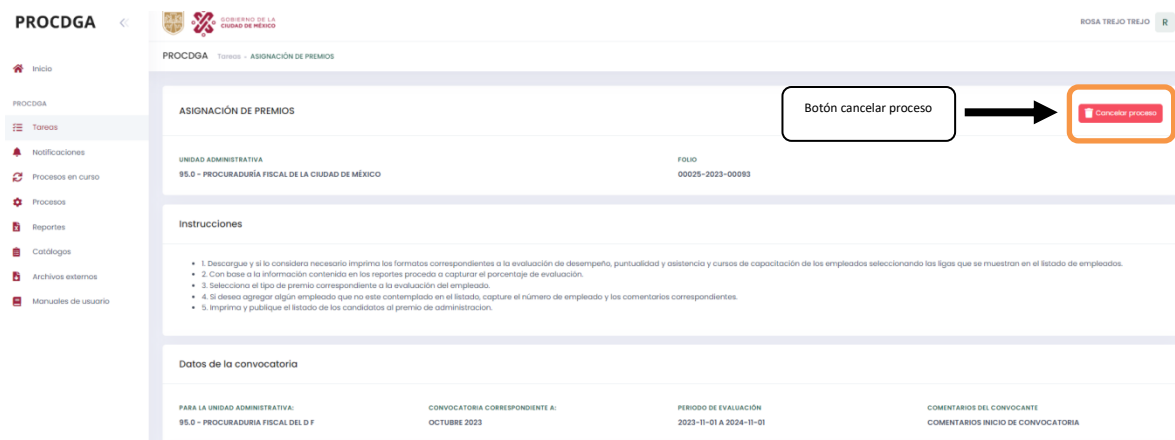 PROCDGA
GOBIERNO DE LA
CIUDAD DE MÉXICO
ROSA TREJO TREJO R
PROCDGA Tareas - ASIGNACIÓN DE PREMIOS
Inicio
PROCDGA
Tareas
Notificaciones
Procesos en curso
Procesos
Reportes
Catálogos
Archivos externos
Manuales de usuario
ASIGNACIÓN DE PREMIOS
Botón cancelar proceso
Cancelar proceso
UNIDAD ADMINISTRATIVA
95.0 - PROCURADURÍA FISCAL DE LA CIUDAD DE MÉXICO
FOLIO
00025-2023-00093
Instrucciones
1. Descargue y si lo considera necesario imprima los formatos correspondientes a la evaluación de desempeño, puntualidad y asistencia y cursos de capacitación de los empleados seleccionando las ligas que se muestran en el listado de empleados.
2. Con base a la información contenida en los reportes proceda a capturar el porcentaje de evaluación.
3. Selecciona el tipo de premio correspondiente a la evaluación del empleado.
4. Si desea agregar algún empleado que no este contemplado en el listado, capture el número de empleado y los comentarios correspondientes.
5. Imprima y publique el listado de los candidatos al premio de administracion.
Datos de la convocatoria
PARA LA UNIDAD ADMINISTRATIVA:
95.0 - PROCURADURIA FISCAL DEL D F
CONVOCATORIA CORRESPONDIENTE A:
OCTUBRE 2023
PERIODO DE EVALUACIÓN
2023-11-01 A 2024-11-01
COMENTARIOS DEL CONVOCANTE
COMENTARIOS INICIO DE CONVOCATORIA